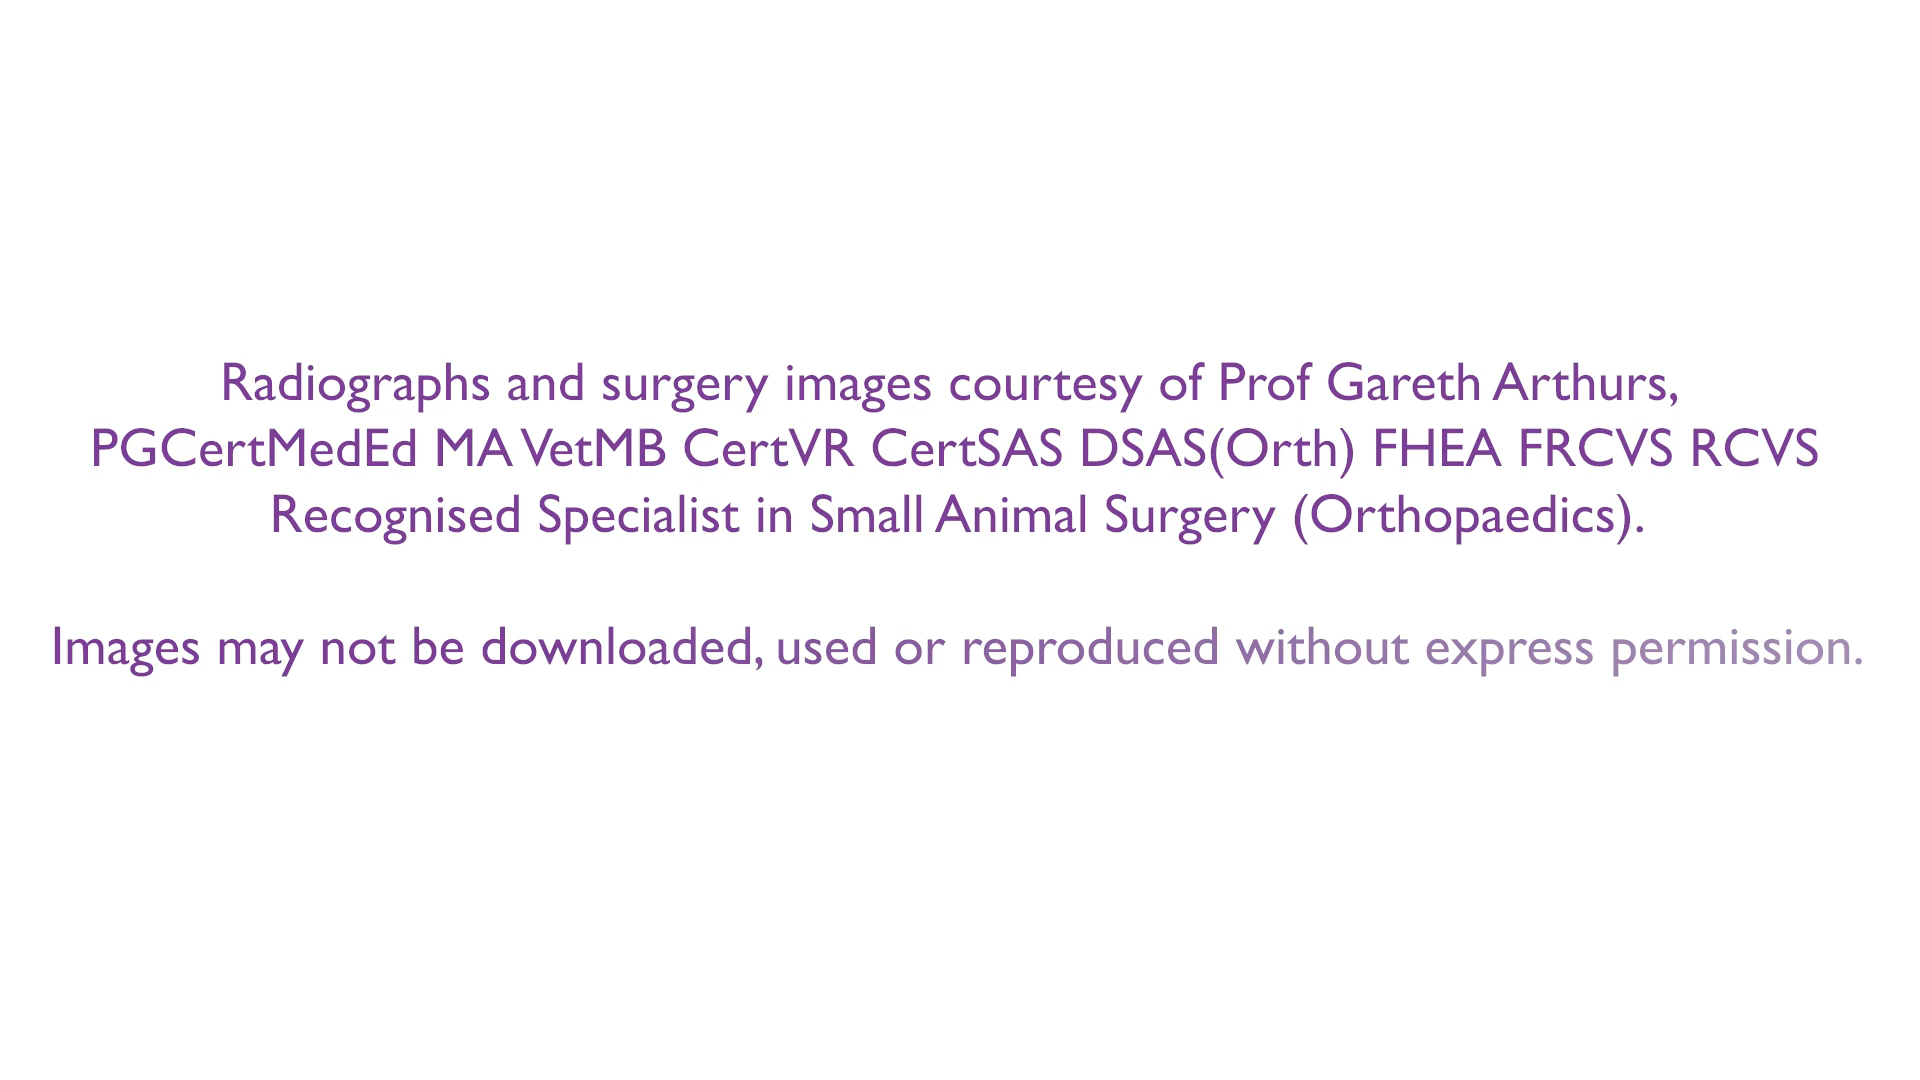 Radiographs and surgery images courtesy of Prof Gareth Arthurs,
PGCertMedEd MA VetMB CertVR CertSAS DSAS(Orth) FHEA FRCVS RCVS
Recognised Specialist in Small Animal Surgery (Orthopaedics).
Images may not be downloaded, used or reproduced without express permission.